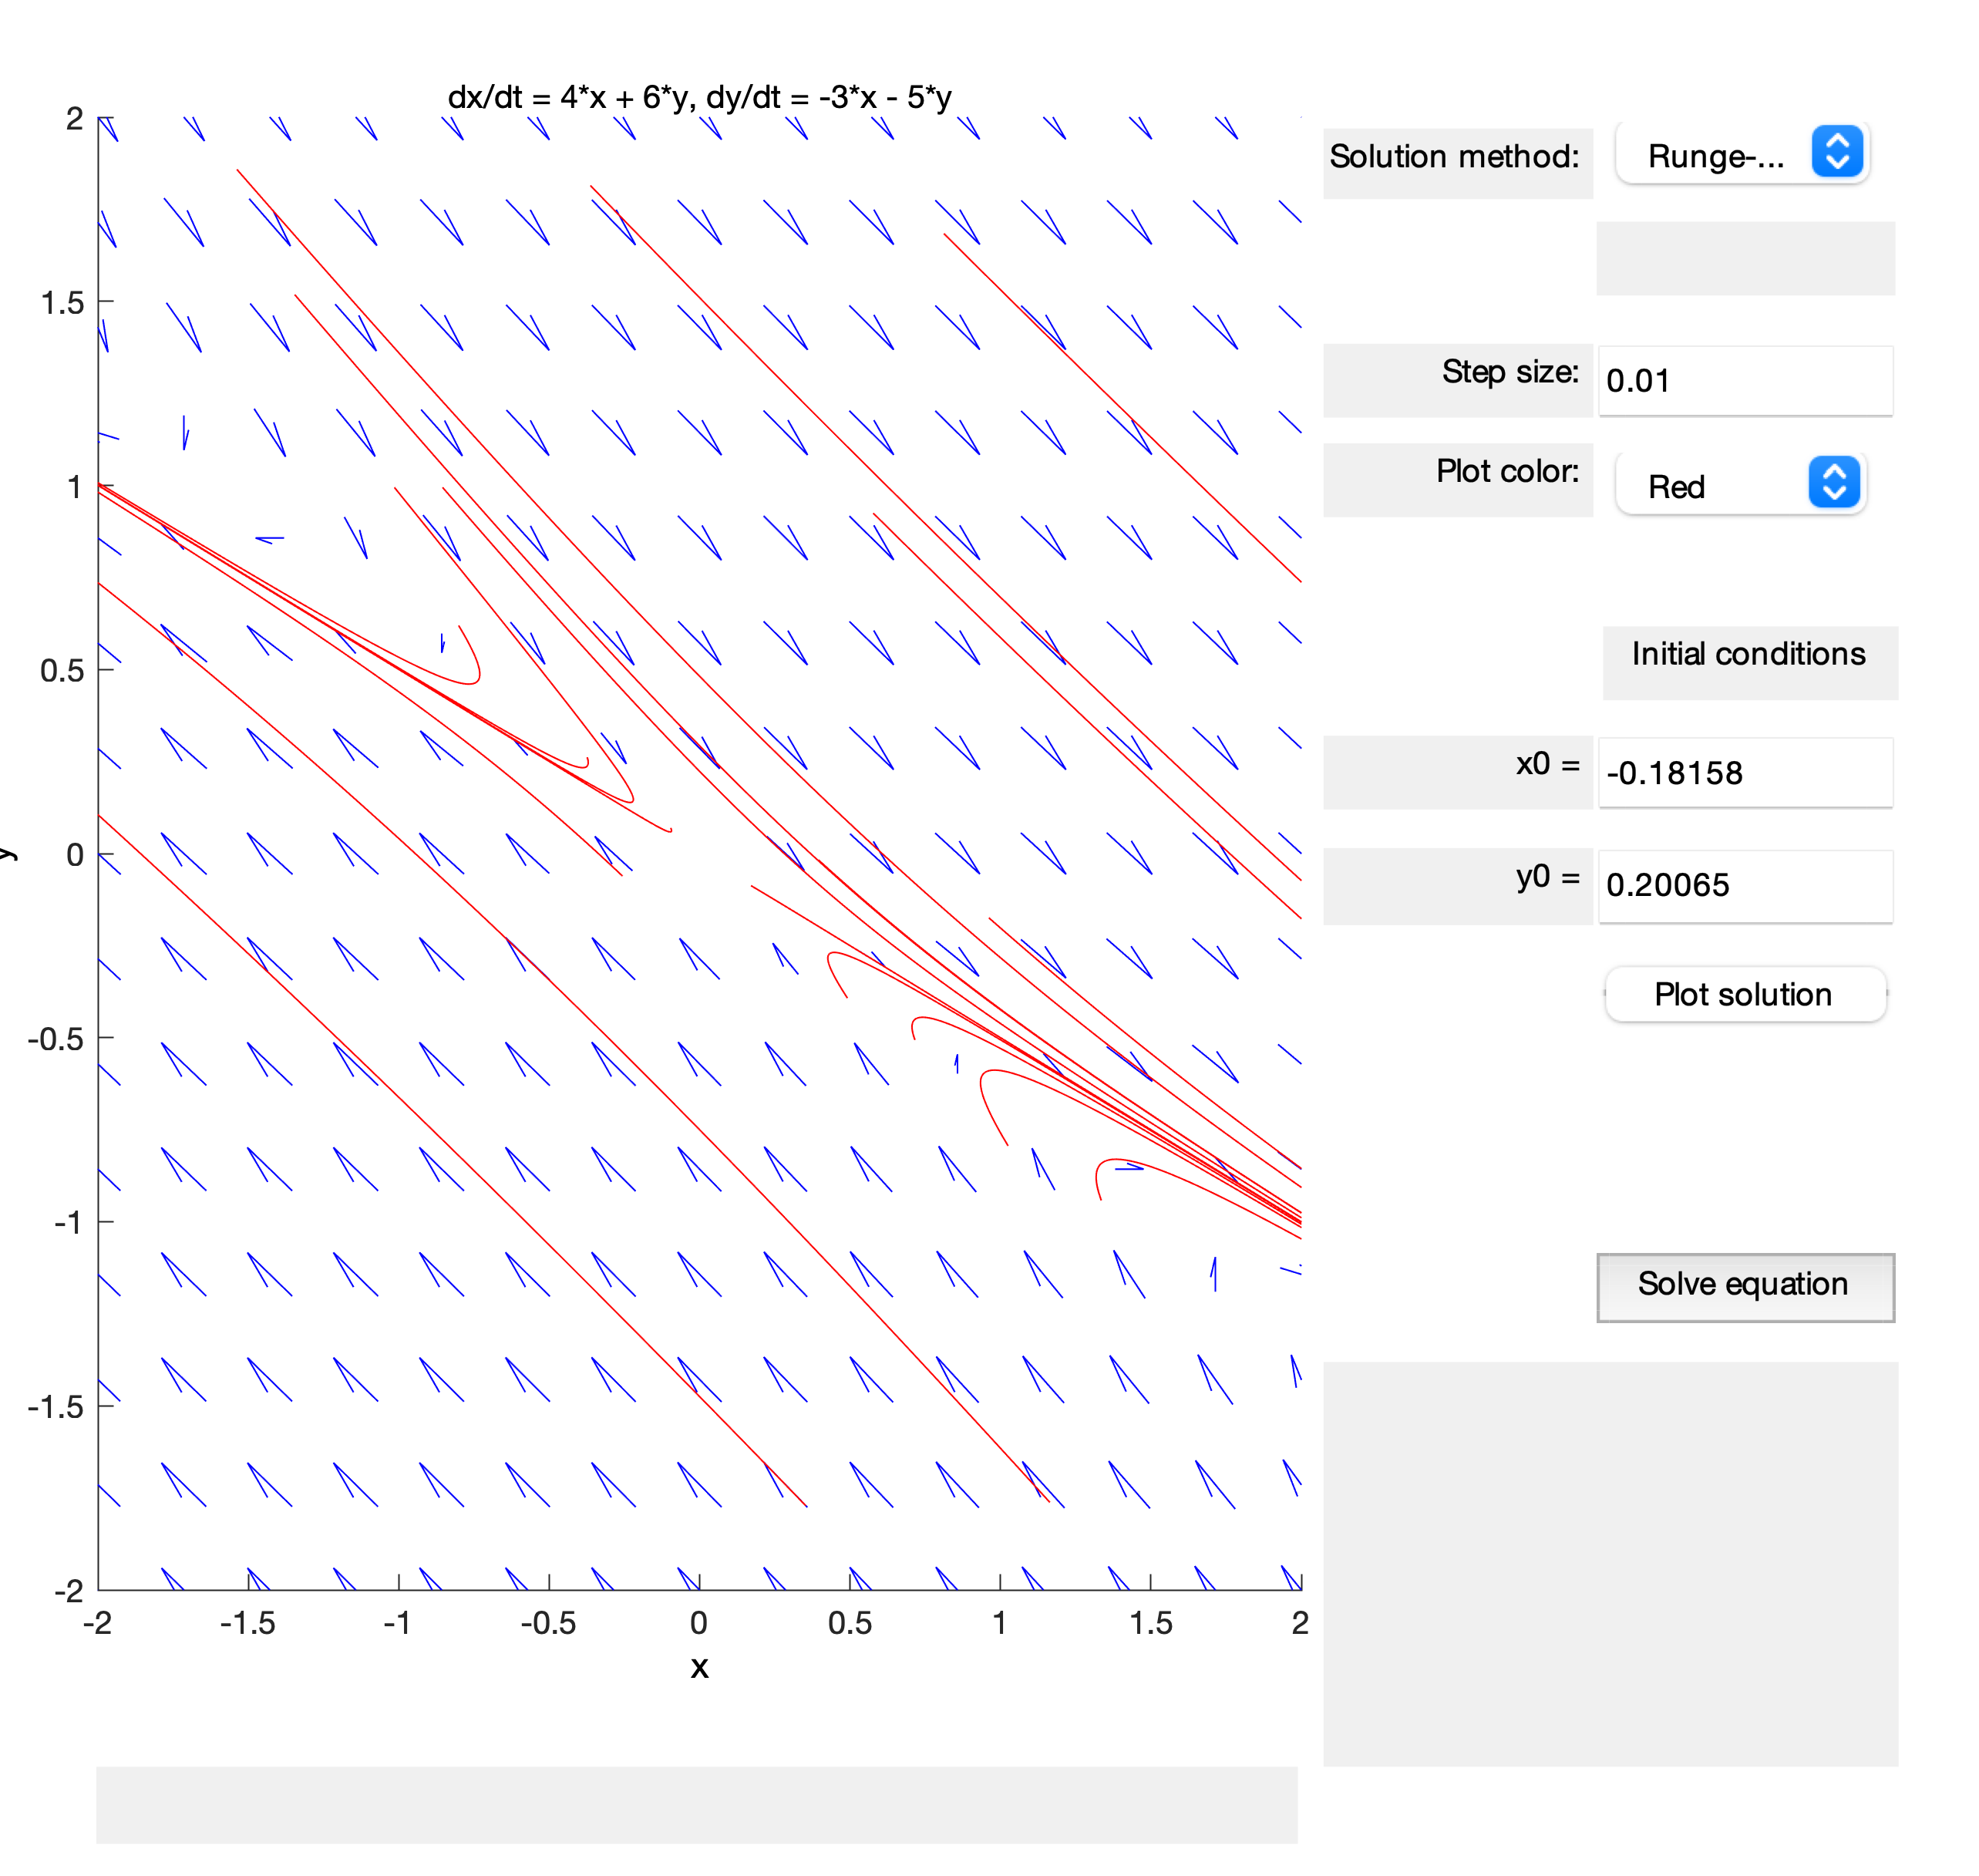 dx/dt = 4*x + 6*y, dy/dt = -3*x - 5*y
2
1.5
1
0.5
0
-0.5
-1
-1.5
-2
y
-2
-1.5
-1
-0.5
0
0.5
1
1.5
2
x
Solution method:
Runge-...
Step size:
0.01
Plot color:
Red
Initial conditions
x0 =
-0.18158
y0 =
0.20065
Plot solution
Solve equation